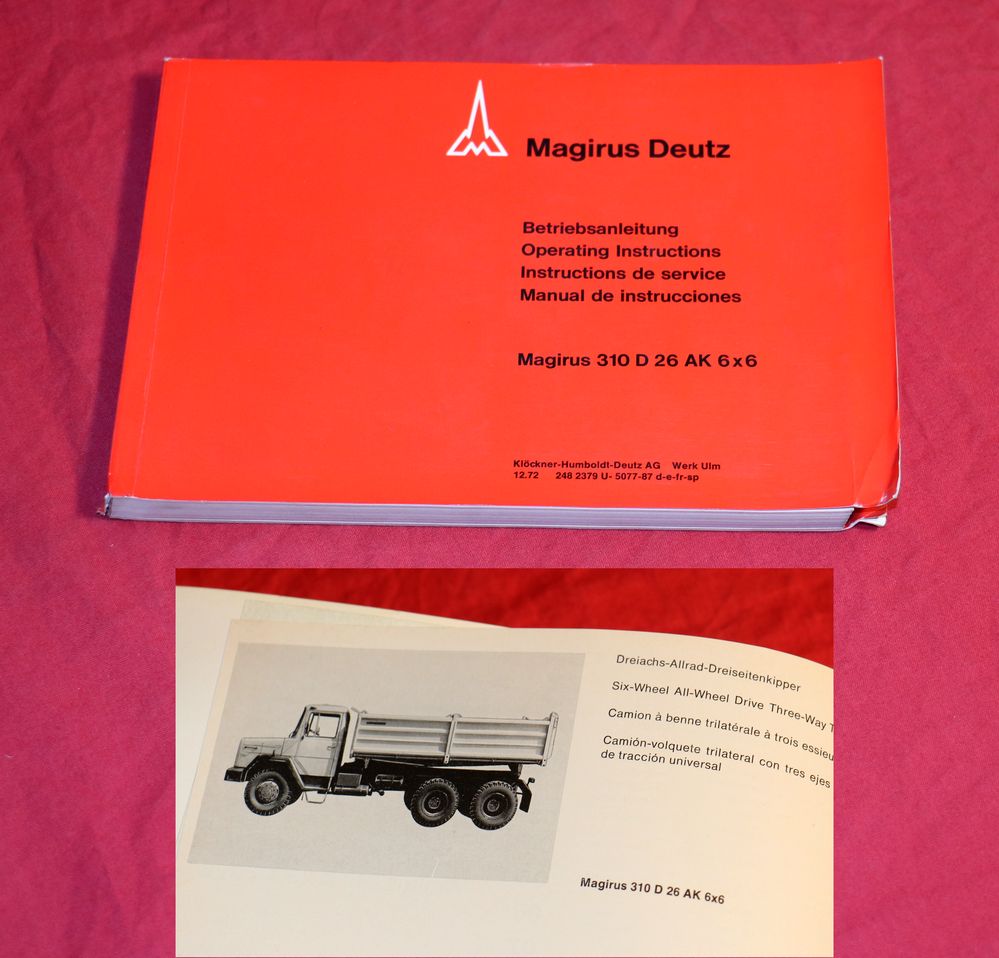 Magirus Deutz
Betriebsanleitung
Operating Instructions
Instructions de service
Manual de instrucciones
Magirus 310 D 26 AK 6x6
Klöckner-Humboldt-Deutz AG Werk Ulm
12.72 248 2379 U- 5077-87 d-e-fr-sp
Dreiachs-Allrad-Dreiseitenkipper
Six-Wheel All-Wheel Drive Three-Way
Camion à benne trilatérale à trois essieu
Camión-volquete trilateral con tres ejes
de tracción universal
Magirus 310 D 26 AK 6x6